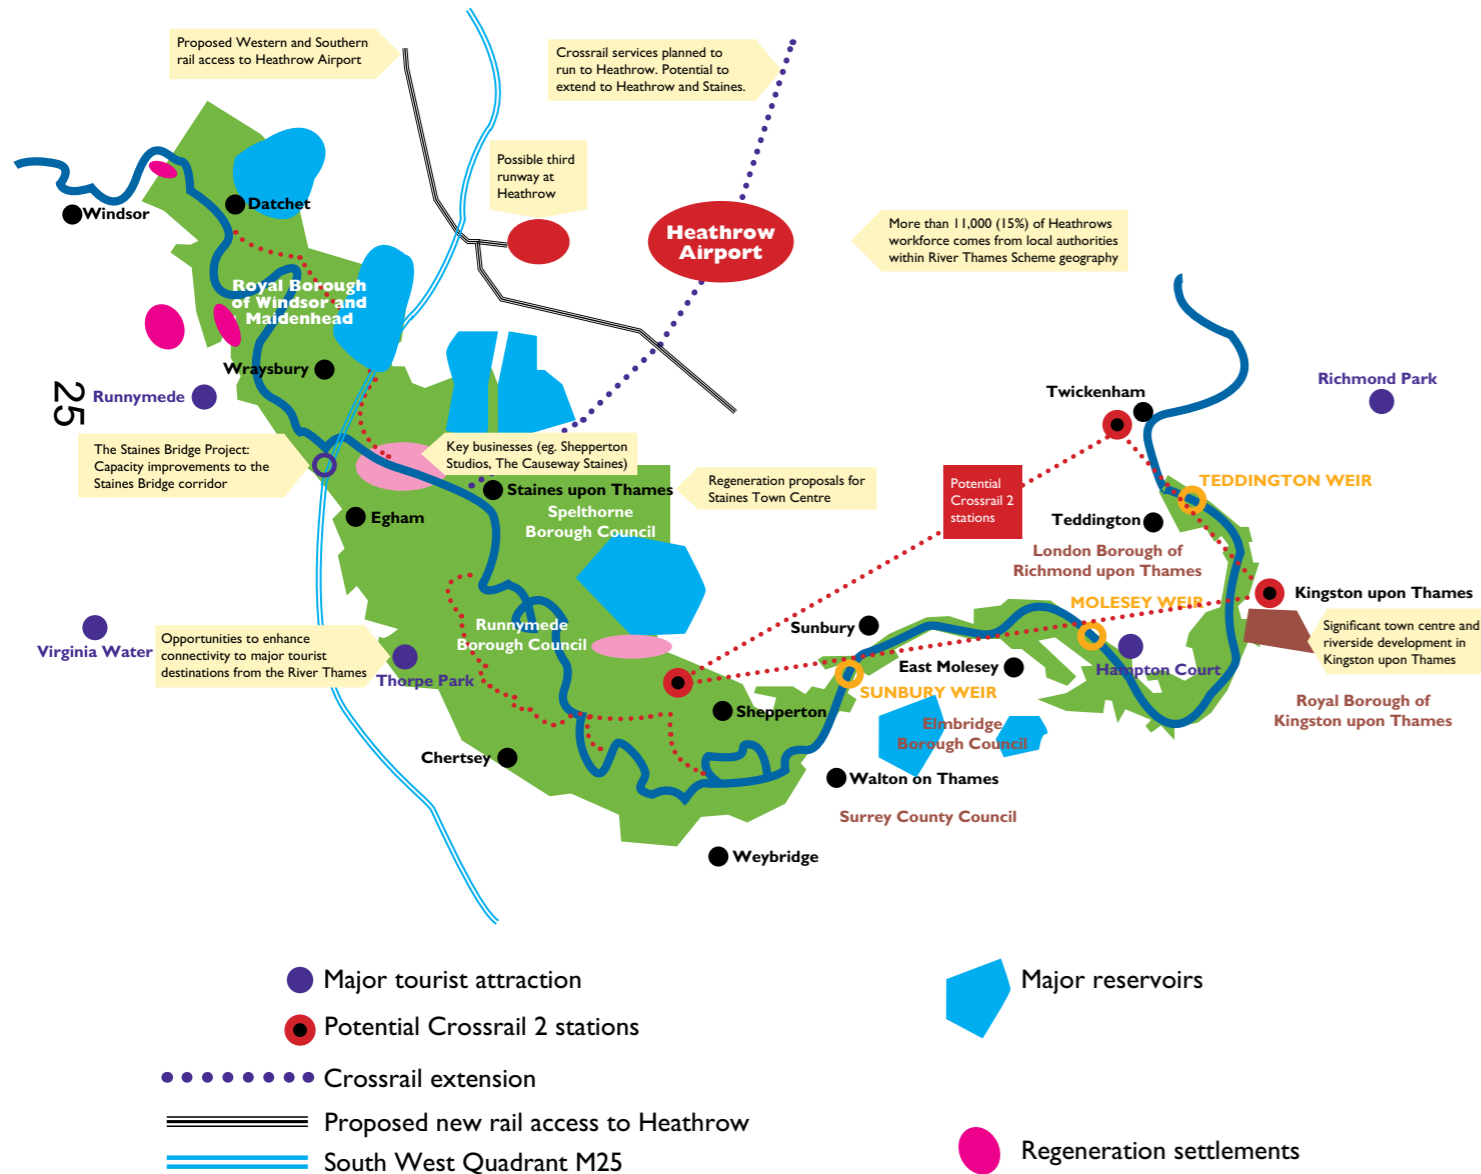 Proposed Western and Southern
rail access to Heathrow Airport
Crossrail services planned to
run to Heathrow. Potential to
extend to Heathrow and Staines.
Possible third
runway at
Heathrow
Windsor
Datchet
Heathrow
Airport
More than 11,000 (15%) of Heathrows
workforce comes from local authorities
within River Thames Scheme geography
Royal Borough
of Windsor and
Maidenhead
Wraysbury
Runnymede
25
Twickenham
Richmond Park
The Staines Bridge Project:
Capacity improvements to the
Staines Bridge corridor
Key businesses (eg. Shepperton
Studios, The Causeway Staines)
Regeneration proposals for
Staines Town Centre
Staines upon Thames
Spelthorne
Borough Council
Egham
Potential
Crossrail 2
stations
TEDDINGTON WEIR
Teddington
London Borough of
Richmond upon Thames
MOLESEY WEIR
Kingston upon Thames
Significant town centre and
riverside development in
Kingston upon Thames
Virginia Water
Opportunities to enhance
connectivity to major tourist
destinations from the River Thames
Thorpe Park
Runnymede
Borough Council
Sunbury
East Molesey
Hampton Court
SUNBURY WEIR
Shepperton
Elmbridge
Borough Council
Royal Borough of
Kingston upon Thames
Chertsey
Walton on Thames
Surrey County Council
Weybridge
Major tourist attraction
Potential Crossrail 2 stations
Crossrail extension
Proposed new rail access to Heathrow
South West Quadrant M25
Major reservoirs
Regeneration settlements